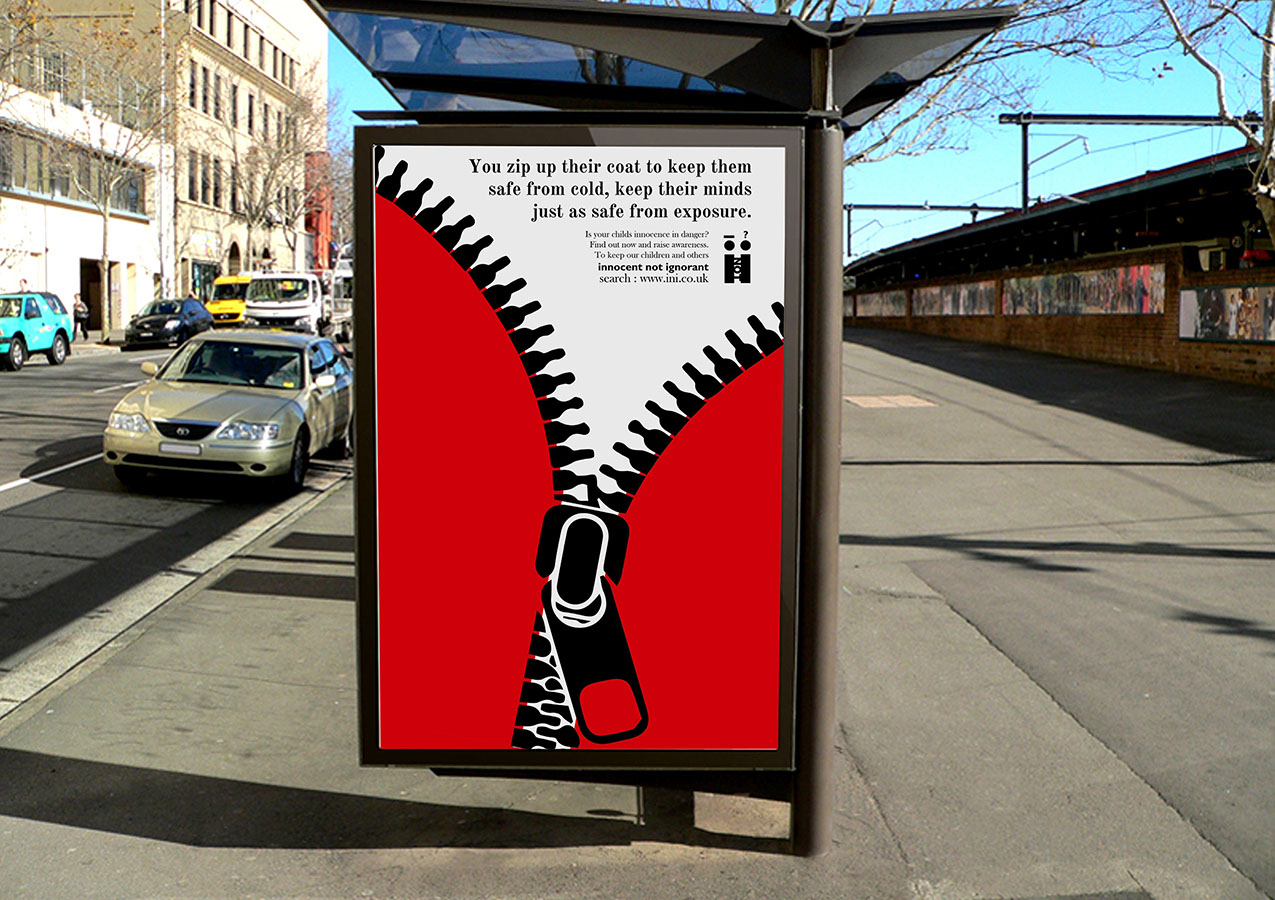 You zip up their coat to keep them
safe from cold, keep their minds
just as safe from exposure.
Is your childs innocence in danger?
Find out now and raise awareness.
To keep our children and others
innocent not ignorant
search : www.ini.co.uk
?
NOT